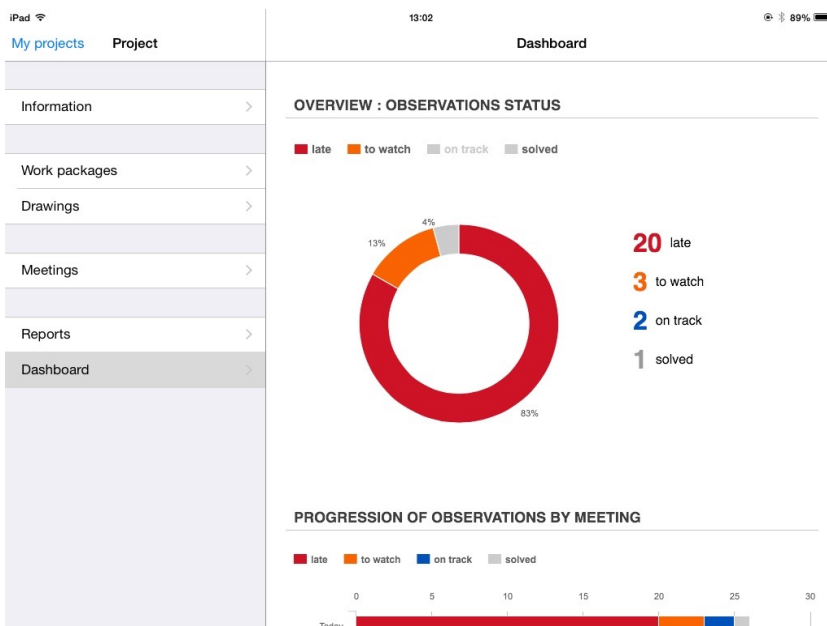 iPad 13:02 89%
My projects Project Dashboard
Information
Work packages
Drawings
Meetings
Reports
Dashboard
OVERVIEW : OBSERVATIONS STATUS
late to watch on track solved
4%
13%
83%
20 late
3 to watch
2 on track
1 solved
PROGRESSION OF OBSERVATIONS BY MEETING
late to watch on track solved
0 5 10 15 20 25 30
Today